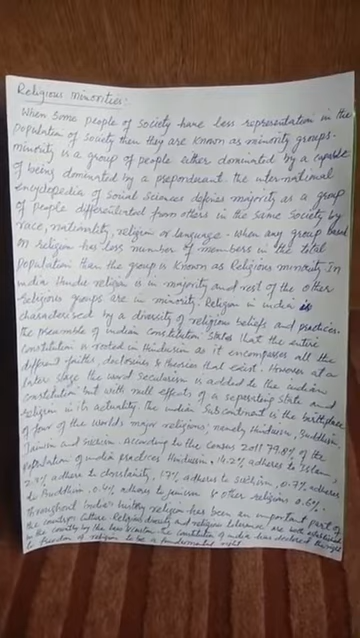 Religious Minorities:
When Some people of Society have less representation in the
population of society then they are known as minority groups.
minority is a group of people either dominated by a capable
of being dominated by a prepondrant. the international
encyclopedia of Social Sciences defines majority as a group
of people differentiated from others in the same Society by
race, nationality, religion or language. When any group based
on religion has less number of members in the total
population than the group is known as Religious minority In
india Hindu religion is in majority and rest of the other
religious groups are in minority. Religion in india is
characterised by a diversity of religious beliefs and practices.
the preamable of indian constitution States that the entire
Constitution is rooted in Hinduism as it encompasses all the
different faiths, doctrines & theories that exist. However at a
later stage the word Secularism is added to the indian
constitution but with null effects of a seperating state and
religion in its actuality. The indian Subcontinent is the birthplace
of four of the worlds major religions; namely Hinduism, Buddhism,
Jainism and sikhism. According to the Census 2011 79.8% of the
population of india practices Hinduism, 14.2% adheres to Islam,
2.3% adhere to christianity, 1.7% adheres to sikhism, 0.7% adheres
to Buddhism, 0.4% adheres to jainism & other religions 0.6%.
throughout India's history religion has been an important part of
the country's Culture. Religious diversity and religious tolerance are both established
in the country by the law & custom. the Constitution of india has declared the right
to freedom of religion to be a fundamental right.